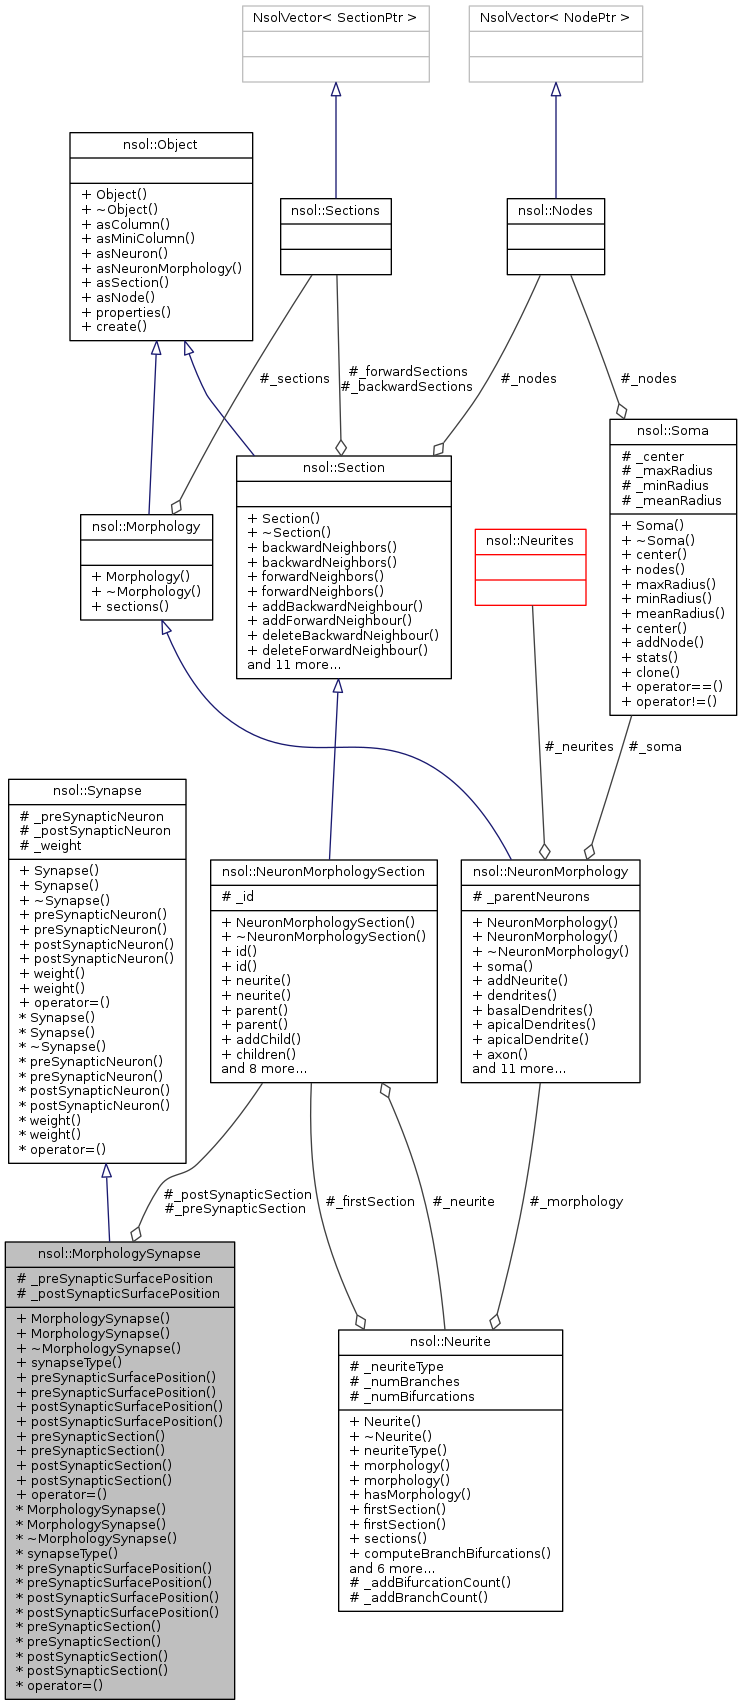 NsolVector< SectionPtr >
NsolVector< NodePtr >
nsol::Object
+ Object()
+ ~Object()
+ asColumn()
+ asMiniColumn()
+ asNeuron()
+ asNeuronMorphology()
+ asSection()
+ asNode()
+ properties()
+ create()
nsol::Sections
nsol::Nodes
#_sections
#_forwardSections
#_backwardSections
#_nodes
#_nodes
nsol::Soma
# _center
# _maxRadius
# _minRadius
# _meanRadius
+ Soma()
+ ~Soma()
+ center()
+ nodes()
+ maxRadius()
+ minRadius()
+ meanRadius()
+ center()
+ addNode()
+ stats()
+ clone()
+ operator==()
+ operator!=()
nsol::Section
+ Section()
+ ~Section()
+ backwardNeighbors()
+ backwardNeighbors()
+ forwardNeighbors()
+ forwardNeighbors()
+ addBackwardNeighbour()
+ addForwardNeighbour()
+ deleteBackwardNeighbour()
+ deleteForwardNeighbour()
and 11 more...
nsol::Morphology
+ Morphology()
+ ~Morphology()
+ sections()
nsol::Neurites
#_neurites
#_soma
nsol::Synapse
# _preSynapticNeuron
# _postSynapticNeuron
# _weight
+ Synapse()
+ Synapse()
+ ~Synapse()
+ preSynapticNeuron()
+ preSynapticNeuron()
+ postSynapticNeuron()
+ postSynapticNeuron()
+ weight()
+ weight()
+ operator=()
* Synapse()
* Synapse()
* ~Synapse()
* preSynapticNeuron()
* preSynapticNeuron()
* postSynapticNeuron()
* postSynapticNeuron()
* weight()
* weight()
* operator=()
nsol::NeuronMorphologySection
# _id
+ NeuronMorphologySection()
+ ~NeuronMorphologySection()
+ id()
+ id()
+ neurite()
+ neurite()
+ parent()
+ parent()
+ addChild()
+ children()
and 8 more...
nsol::NeuronMorphology
# _parentNeurons
+ NeuronMorphology()
+ NeuronMorphology()
+ ~NeuronMorphology()
+ soma()
+ addNeurite()
+ dendrites()
+ basalDendrites()
+ apicalDendrites()
+ apicalDendrite()
+ axon()
and 11 more...
#_postSynapticSection
#_preSynapticSection
#_firstSection
#_neurite
#_morphology
nsol::MorphologySynapse
# _preSynapticSurfacePosition
# _postSynapticSurfacePosition
+ MorphologySynapse()
+ MorphologySynapse()
+ ~MorphologySynapse()
+ synapseType()
+ preSynapticSurfacePosition()
+ preSynapticSurfacePosition()
+ postSynapticSurfacePosition()
+ postSynapticSurfacePosition()
+ preSynapticSection()
+ preSynapticSection()
+ postSynapticSection()
+ postSynapticSection()
+ operator=()
* MorphologySynapse()
* MorphologySynapse()
* ~MorphologySynapse()
* synapseType()
* preSynapticSurfacePosition()
* preSynapticSurfacePosition()
* postSynapticSurfacePosition()
* postSynapticSurfacePosition()
* preSynapticSection()
* preSynapticSection()
* postSynapticSection()
* postSynapticSection()
* operator=()
nsol::Neurite
# _neuriteType
# _numBranches
# _numBifurcations
+ Neurite()
+ ~Neurite()
+ neuriteType()
+ morphology()
+ morphology()
+ hasMorphology()
+ firstSection()
+ firstSection()
+ sections()
+ computeBranchBifurcations()
and 6 more...
# _addBifurcationCount()
# _addBranchCount()